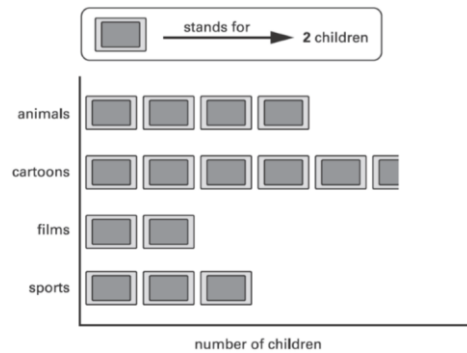 stands for
2 children
animals
cartoons
films
sports
number of children